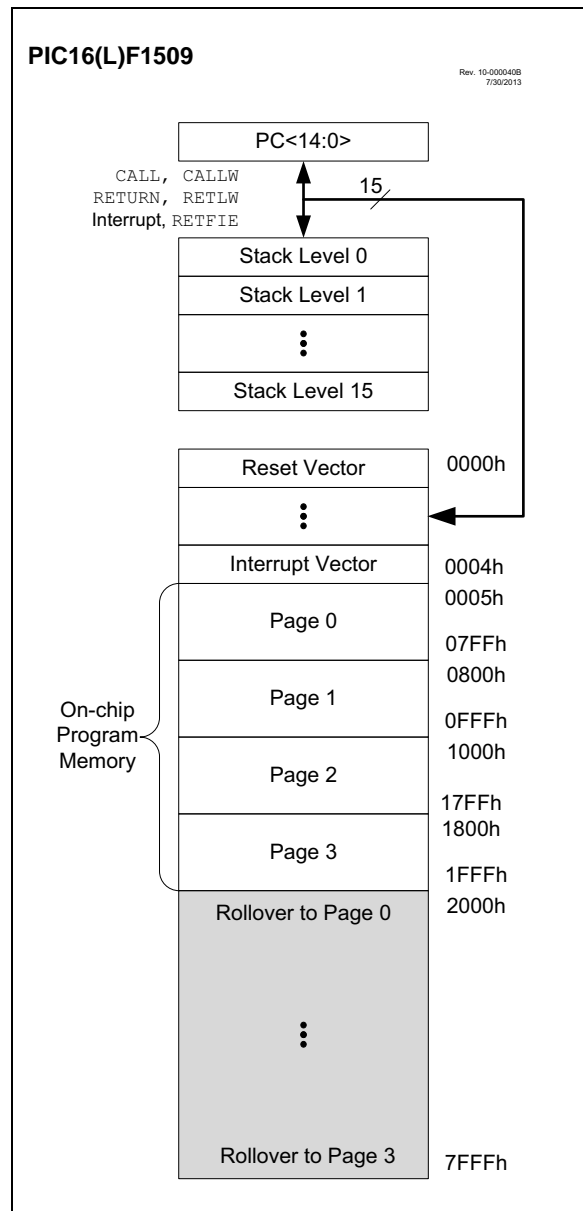 PIC16(L)F1509
Rev. 10-000040B
7/30/2013
PC<14:0>
CALL, CALLW
RETURN, RETLW
Interrupt, RETFIE
15
Stack Level 0
Stack Level 1
Stack Level 15
Reset Vector
0000h
Interrupt Vector
0004h
0005h
Page 0
07FFh
0800h
Page 1
0FFFh
On-chip
Program
Memory
1000h
Page 2
17FFh
1800h
Page 3
1FFFh
Rollover to Page 0
2000h
Rollover to Page 3
7FFFh